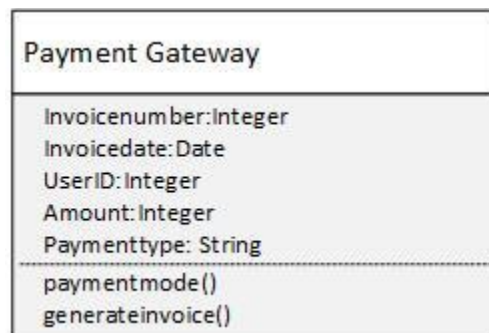 Payment Gateway
Invoicenumber:Integer
Invoicedate:Date
UserID:Integer
Amount:Integer
Paymenttype: String
paymentmode()
generateinvoice()